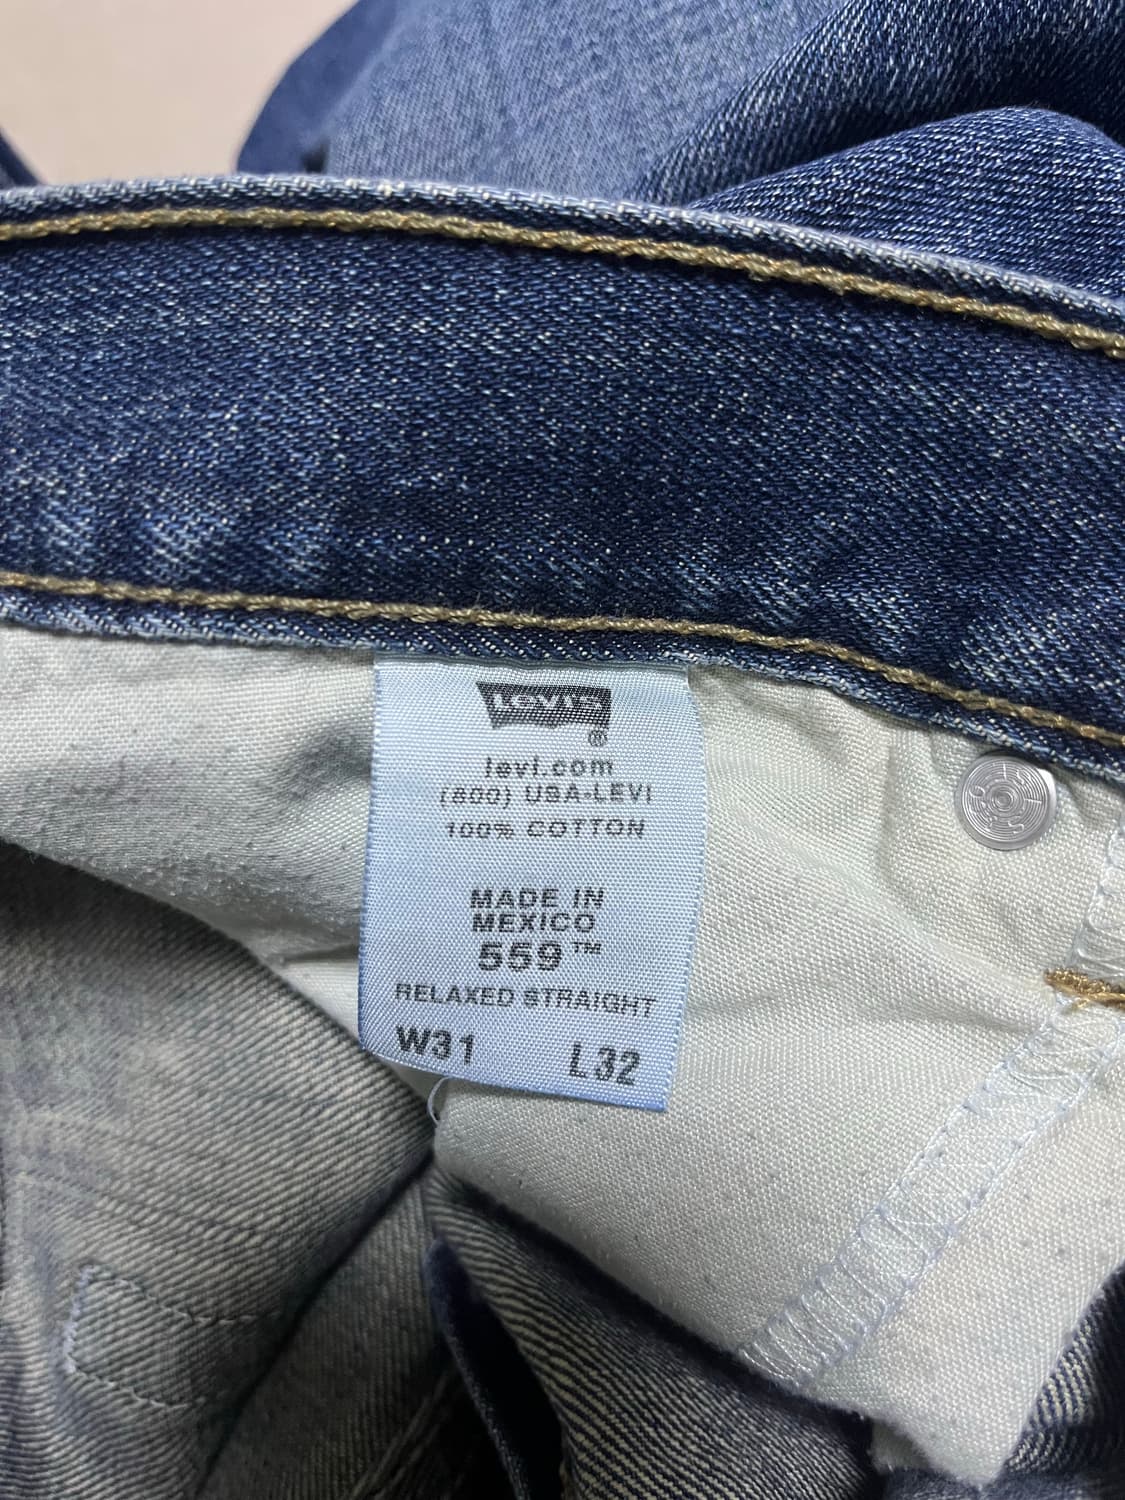 LEVI'S
®
levi.com
(800) USA-LEVI
100% COTTON
MADE IN
MEXICO
559™
RELAXED STRAIGHT
W31 L32